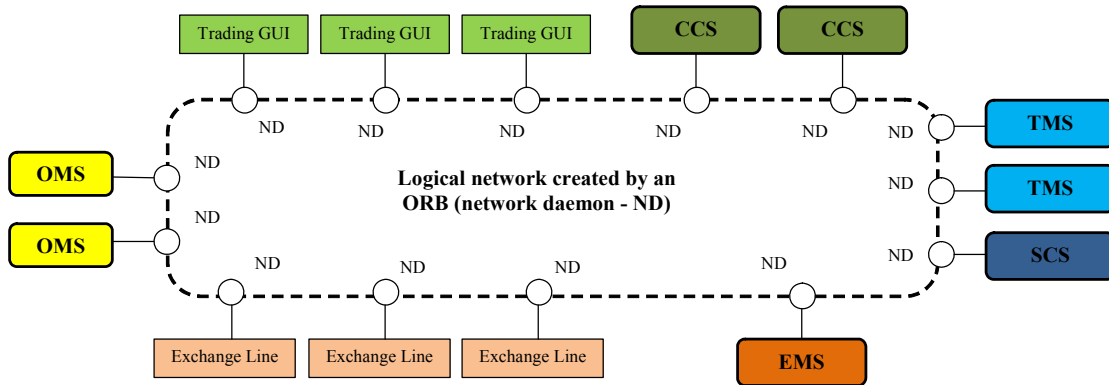 Trading GUI
Trading GUI
Trading GUI
CCS
CCS
ND
ND
ND
ND
ND
ND
TMS
OMS
ND
Logical network created by an
ORB (network daemon - ND)
ND
TMS
OMS
ND
ND
SCS
ND
ND
ND
ND
Exchange Line
Exchange Line
Exchange Line
EMS